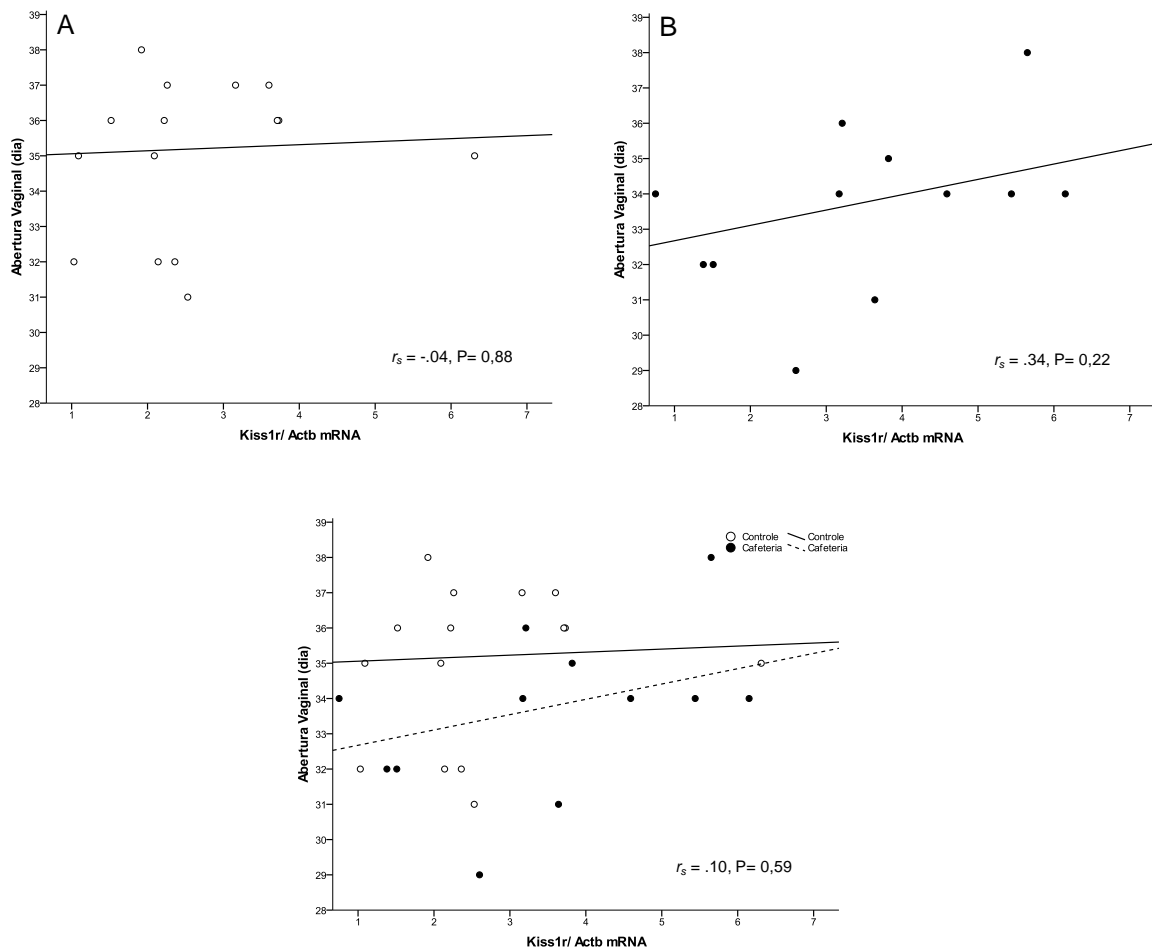 A
39
38
37
36
35
34
33
32
31
30
29
28
Abertura Vaginal (dia)
r_s = -.04, P= 0,88
1 2 3 4 5 6 7
Kiss1r/ Actb mRNA
B
39
38
37
36
35
34
33
32
31
30
29
28
Abertura Vaginal (dia)
r_s = .34, P= 0,22
1 2 3 4 5 6 7
Kiss1r/ Actb mRNA
39
38
37
36
35
34
33
32
31
30
29
28
Abertura Vaginal (dia)
Controle Controle
Cafeteria Cafeteria
r_s = .10, P= 0,59
1 2 3 4 5 6 7
Kiss1r/ Actb mRNA